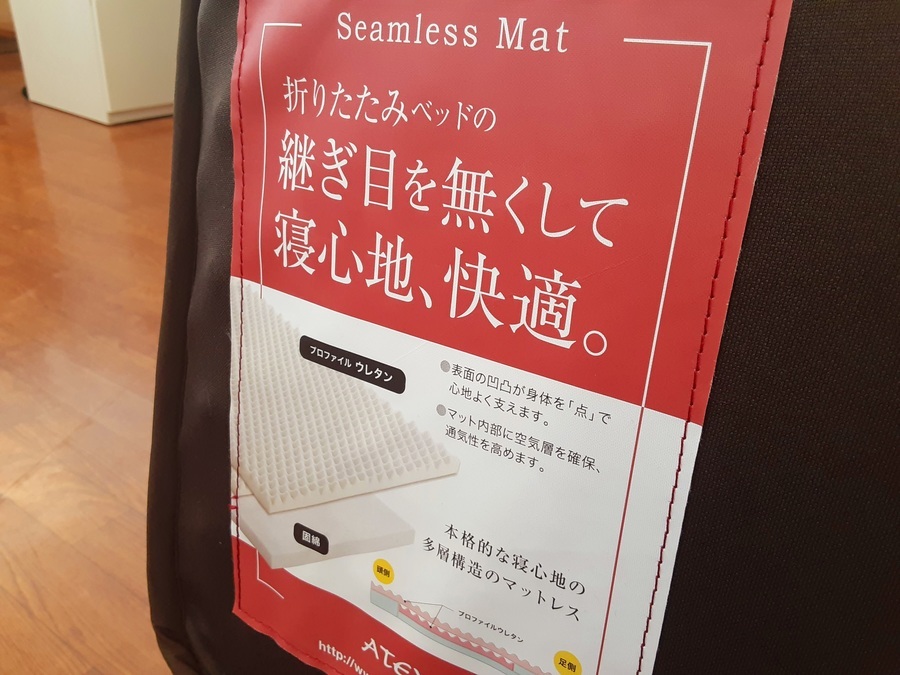 Seamless Mat
折りたたみベッドの
継ぎ目を無くして
寝心地、快適。
プロファイル ウレタン
●表面の凹凸が身体を「点」で
心地よく支えます。
●マット内部に空気層を確保、
通気性を高めます。
固綿
本格的な寝心地の
多層構造のマットレス
頭側
プロファイルウレタン
足側
ATE
http://w